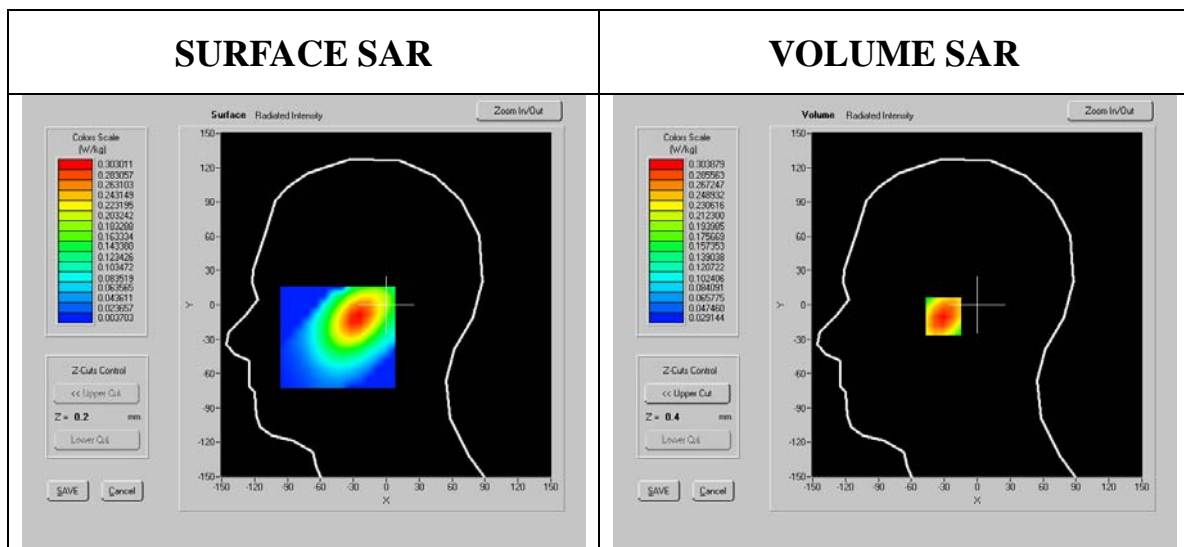 SURFACE SAR
VOLUME SAR
Surface Radiated Intensity
Zoom In/Out
Colors Scale
(W/kg)
0.303011
0.283057
0.263103
0.243149
0.223195
0.203242
0.183288
0.163334
0.143380
0.123426
0.103472
0.083519
0.063565
0.043611
0.023657
0.003703
Z-Cuts Control
<< Upper Cut
Z = 0.2 mm
Lower Cut
SAVE Cancel
150
120
90
60
30
0
-30
-60
-90
-120
-150
Y
-150 -120 -90 -60 -30 0 30 60 90 120 150
X
Volume Radiated Intensity
Zoom In/Out
Colors Scale
(W/kg)
0.303879
0.285563
0.267247
0.248932
0.230616
0.212300
0.193985
0.175669
0.157353
0.139038
0.120722
0.102406
0.084091
0.065775
0.047460
0.029144
Z-Cuts Control
<< Upper Cut
Z = 0.4 mm
Lower Cut
SAVE Cancel
150
120
90
60
30
0
-30
-60
-90
-120
-150
Y
-150 -120 -90 -60 -30 0 30 60 90 120 150
X